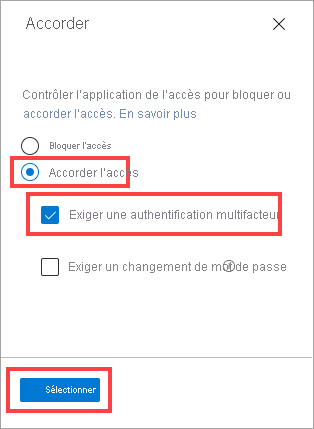 Accorder
Contrôler l'application de l'accès pour bloquer ou
accorder l'accès. En savoir plus
Bloquer l'accès
Accorder l'accès
Exiger une authentification multifacteur
Exiger un changement de mot de passe
Sélectionner